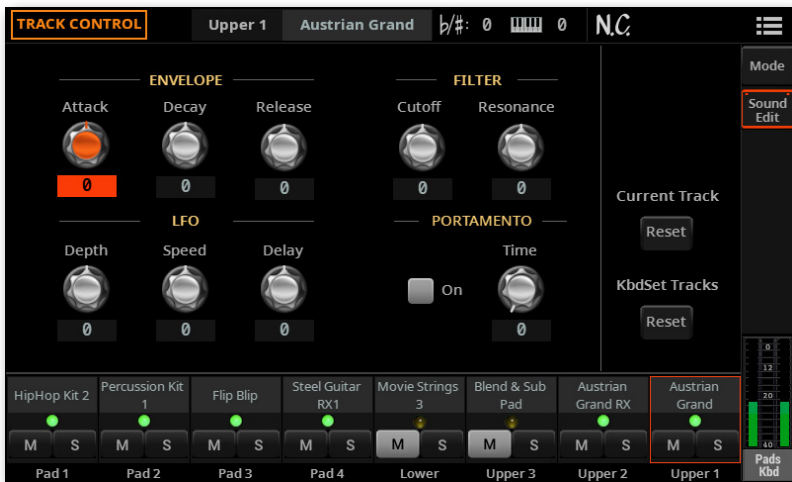 TRACK CONTROL Upper 1 Austrian Grand ♭/#: 0 0 N.C.
Mode
Sound
Edit
ENVELOPE FILTER
Attack Decay Release Cutoff Resonance
0 0 0 0 0
LFO PORTAMENTO
Depth Speed Delay Time
On
0 0 0 0
Current Track
Reset
KbdSet Tracks
Reset
0
12
20
40
Pads
Kbd
HipHop Kit 2 Percussion Kit 1 Flip Blip Steel Guitar RX1 Movie Strings 3 Blend & Sub Pad Austrian Grand RX Austrian Grand
M S M S M S M S M S M S M S M S
Pad 1 Pad 2 Pad 3 Pad 4 Lower Upper 3 Upper 2 Upper 1